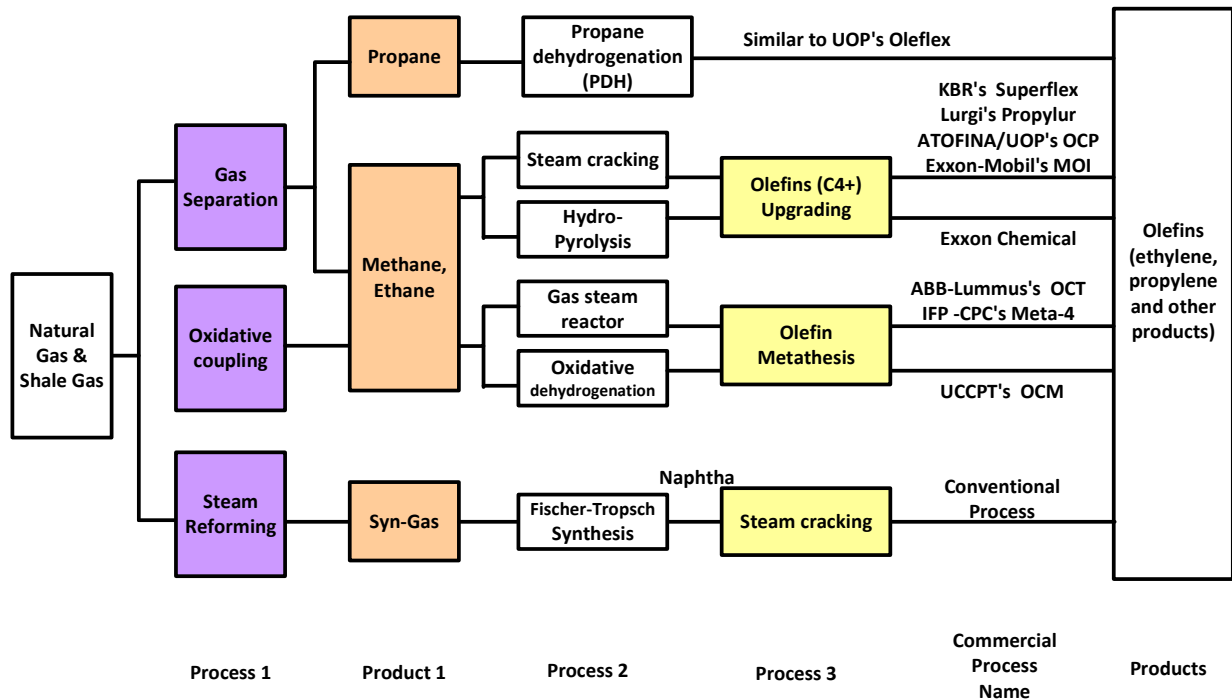 Propane
Propane
dehydrogenation
(PDH)
Similar to UOP's Oleflex
KBR's Superflex
Lurgi's Propylur
ATOFINA/UOP's OCP
Exxon-Mobil's MOI
Gas
Separation
Steam cracking
Hydro-
Pyrolysis
Olefins (C4+)
Upgrading
Exxon Chemical
Methane,
Ethane
Olefins
(ethylene,
propylene
and other
products)
Natural
Gas &
Shale Gas
Oxidative
coupling
Gas steam
reactor
Oxidative
dehydrogenation
Olefin
Metathesis
ABB-Lummus's OCT
IFP -CPC's Meta-4
UCCPT's OCM
Steam
Reforming
Syn-Gas
Fischer-Tropsch
Synthesis
Naphtha
Steam cracking
Conventional
Process
Process 1
Product 1
Process 2
Process 3
Commercial
Process
Name
Products